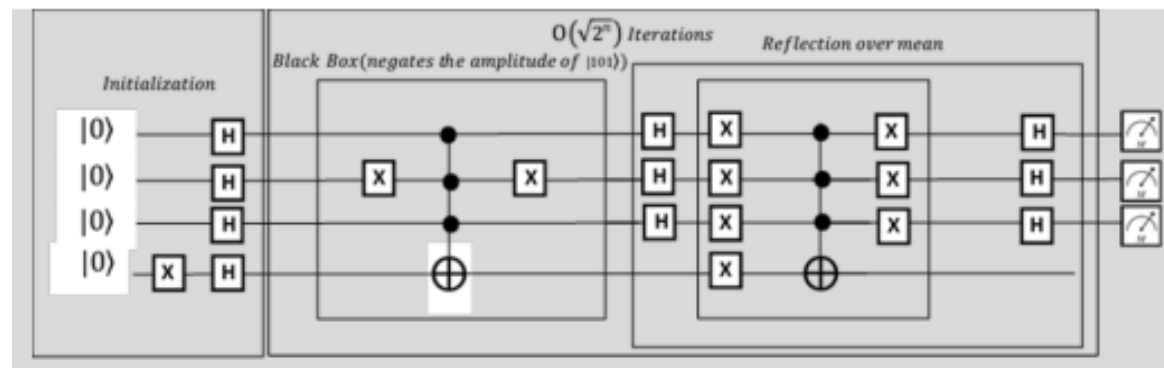 O(√2ⁿ) Iterations
Reflection over mean
Black Box(negates the amplitude of |101⟩)
Initialization
|0⟩ H H X X H
|0⟩ H X X H X X H
|0⟩ H H X X H
|0⟩ X H X